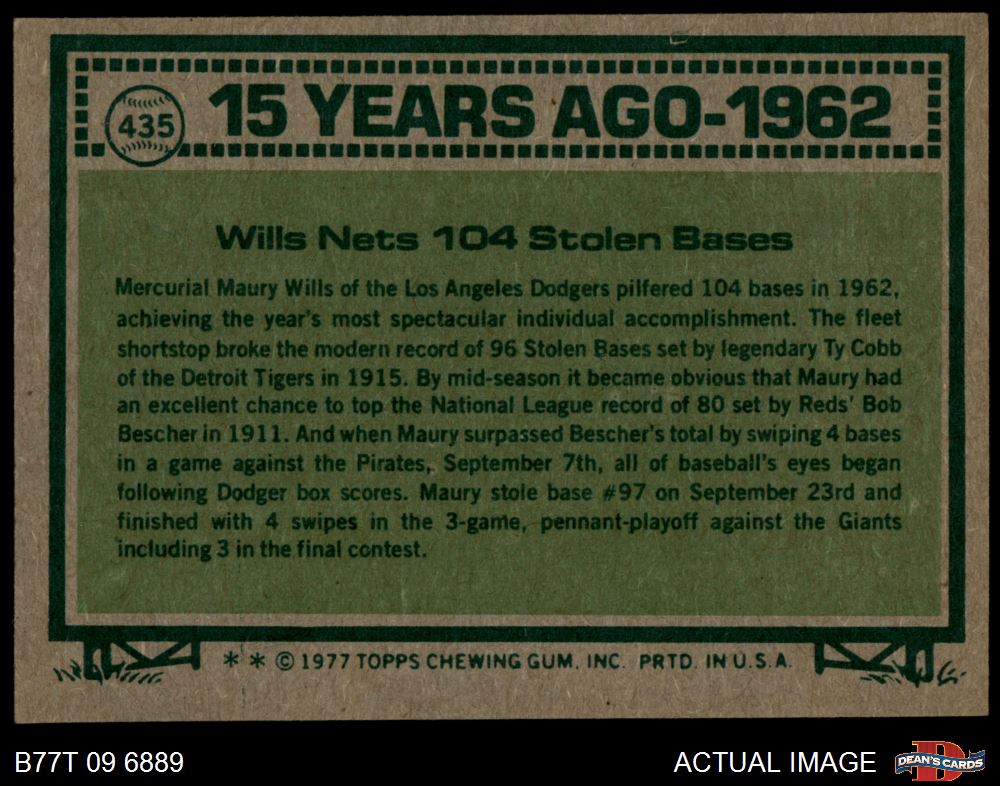 435
15 YEARS AGO-1962
Wills Nets 104 Stolen Bases
Mercurial Maury Wills of the Los Angeles Dodgers pilfered 104 bases in 1962,
achieving the year's most spectacular individual accomplishment. The fleet
shortstop broke the modern record of 96 Stolen Bases set by legendary Ty Cobb
of the Detroit Tigers in 1915. By mid-season it became obvious that Maury had
an excellent chance to top the National League record of 80 set by Reds' Bob
Bescher in 1911. And when Maury surpassed Bescher's total by swiping 4 bases
in a game against the Pirates, September 7th, all of baseball's eyes began
following Dodger box scores. Maury stole base #97 on September 23rd and
finished with 4 swipes in the 3-game, pennant-playoff against the Giants
including 3 in the final contest.
* * © 1977 TOPPS CHEWING GUM, INC. PRTD. IN U.S.A.
B77T 09 6889
ACTUAL IMAGE
D
DEAN'S CARDS